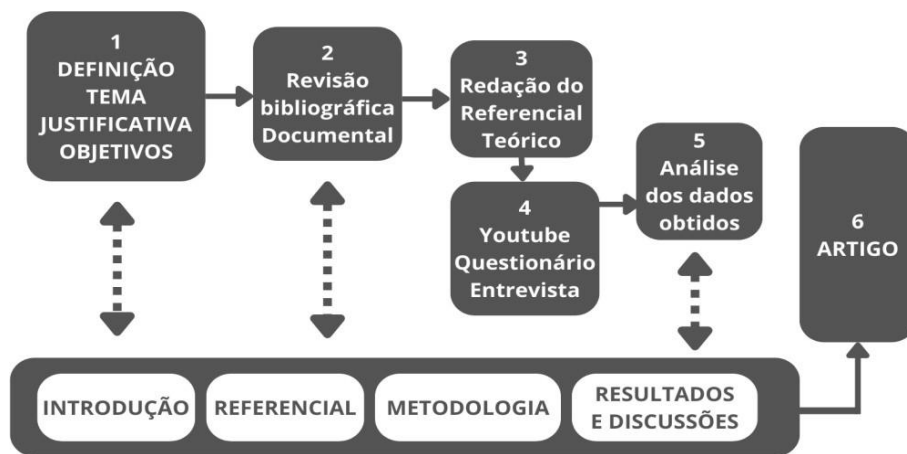 1
DEFINIÇÃO
TEMA
JUSTIFICATIVA
OBJETIVOS
2
Revisão
bibliográfica
Documental
3
Redação do
Referencial
Teórico
4
Youtube
Questionário
Entrevista
5
Análise
dos dados
obtidos
6
ARTIGO
INTRODUÇÃO
REFERENCIAL
METODOLOGIA
RESULTADOS
E DISCUSSÕES